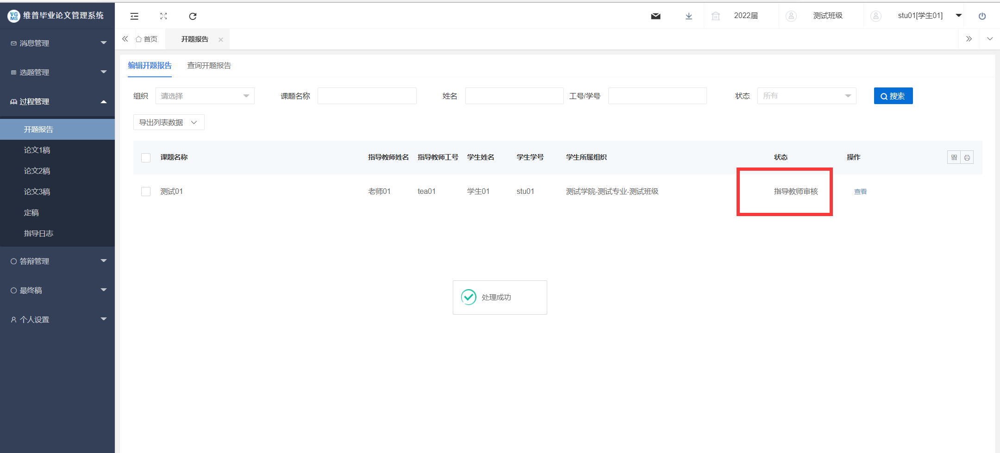 VG
MS
维普毕业论文管理系统
2022届
测试班级
stu01[学生01]
首页
开题报告
消息管理
选题管理
过程管理
开题报告
论文1稿
论文2稿
论文3稿
定稿
指导日志
答辩管理
最终稿
个人设置
编辑开题报告
查询开题报告
组织
请选择
课题名称
姓名
工号/学号
状态
所有
搜索
导出列表数据
课题名称
指导教师姓名
指导教师工号
学生姓名
学生学号
学生所属组织
状态
操作
测试01
老师01
tea01
学生01
stu01
测试学院-测试专业-测试班级
指导教师审核
查看
处理成功